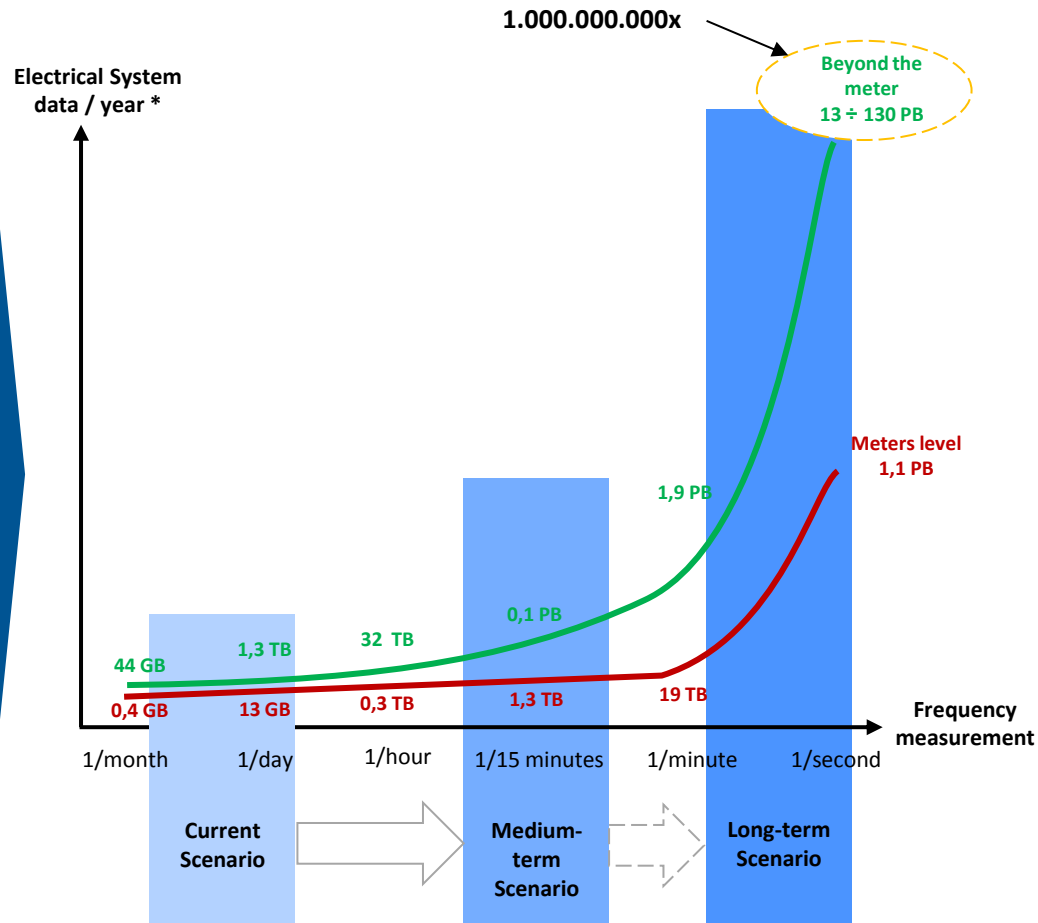 1.000.000.000x
Electrical System
data / year *
Beyond the
meter
13 ÷ 130 PB
Meters level
1,1 PB
1,9 PB
0,1 PB
32 TB
1,3 TB
44 GB
0,4 GB
13 GB
0,3 TB
1,3 TB
19 TB
Frequency
measurement
1/month
1/day
1/hour
1/15 minutes
1/minute
1/second
Current
Scenario
Medium-
term
Scenario
Long-term
Scenario